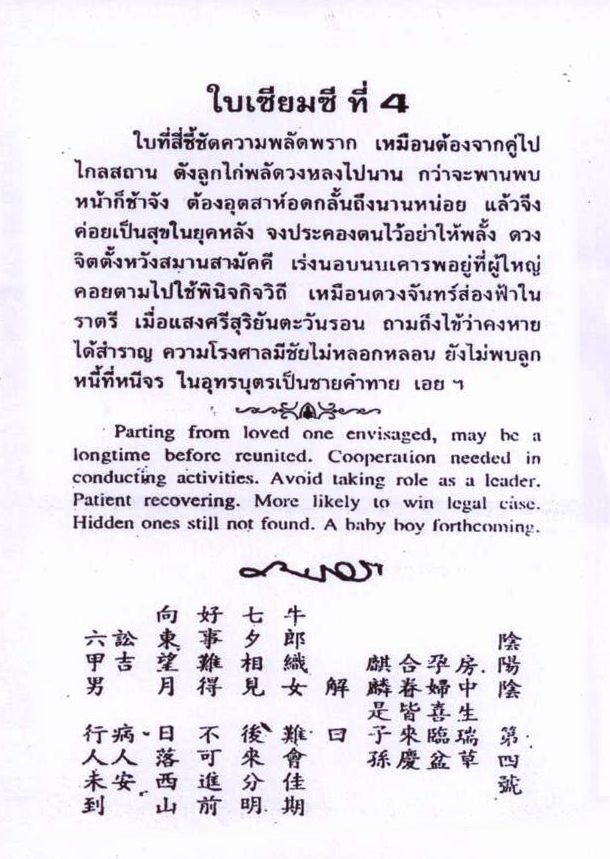 ใบเซียมซี ที่ 4
ใบที่สี่ชี้ชัดความพลัดพราก เหมือนต้องจากคู่ไป
ไกลสถาน ดังลูกไก่พลัดวงหลงไปนาน กว่าจะพานพบ
หน้าก็ช้าจัง ต้องอุตสาห์อดกลั้นถึงนานหน่อย แล้วจึง
ค่อยเป็นสุขในยุคหลัง จงประคองตนไว้อย่าให้พลั้ง ดวง
จิตตั้งหวังสมานสามัคคี เร่งนอบนบเคารพอยู่ที่ผู้ใหญ่
คอยตามไปใช้พินิจกิจวิถี เหมือนดวงจันทร์ส่องฟ้าใน
ราตรี เมื่อแสงศรีสุริยันตะวันรอน ถามถึงไข้ว่าคงหาย
ได้สำราญ ความโรงศาลมีชัยไม่หลอกหลอน ยังไม่พบลูก
หนี้ที่หนีจร ในอุทรบุตรเป็นชายคำทาย เอย ฯ
Parting from loved one envisaged, may be a
longtime before reunited. Cooperation needed in
conducting activities. Avoid taking role as a leader.
Patient recovering. More likely to win legal case.
Hidden ones still not found. A baby boy forthcoming.
陰陽陰 第四號
房中生瑞草
孕婦喜臨盆
合春皆來慶
麒麟是子孫
解曰
牛郎織女 難會佳期
七夕相見 後來分明
好事難得 不可進前
向東望月 日落西山
訟吉 病人安
六甲男 行人未到